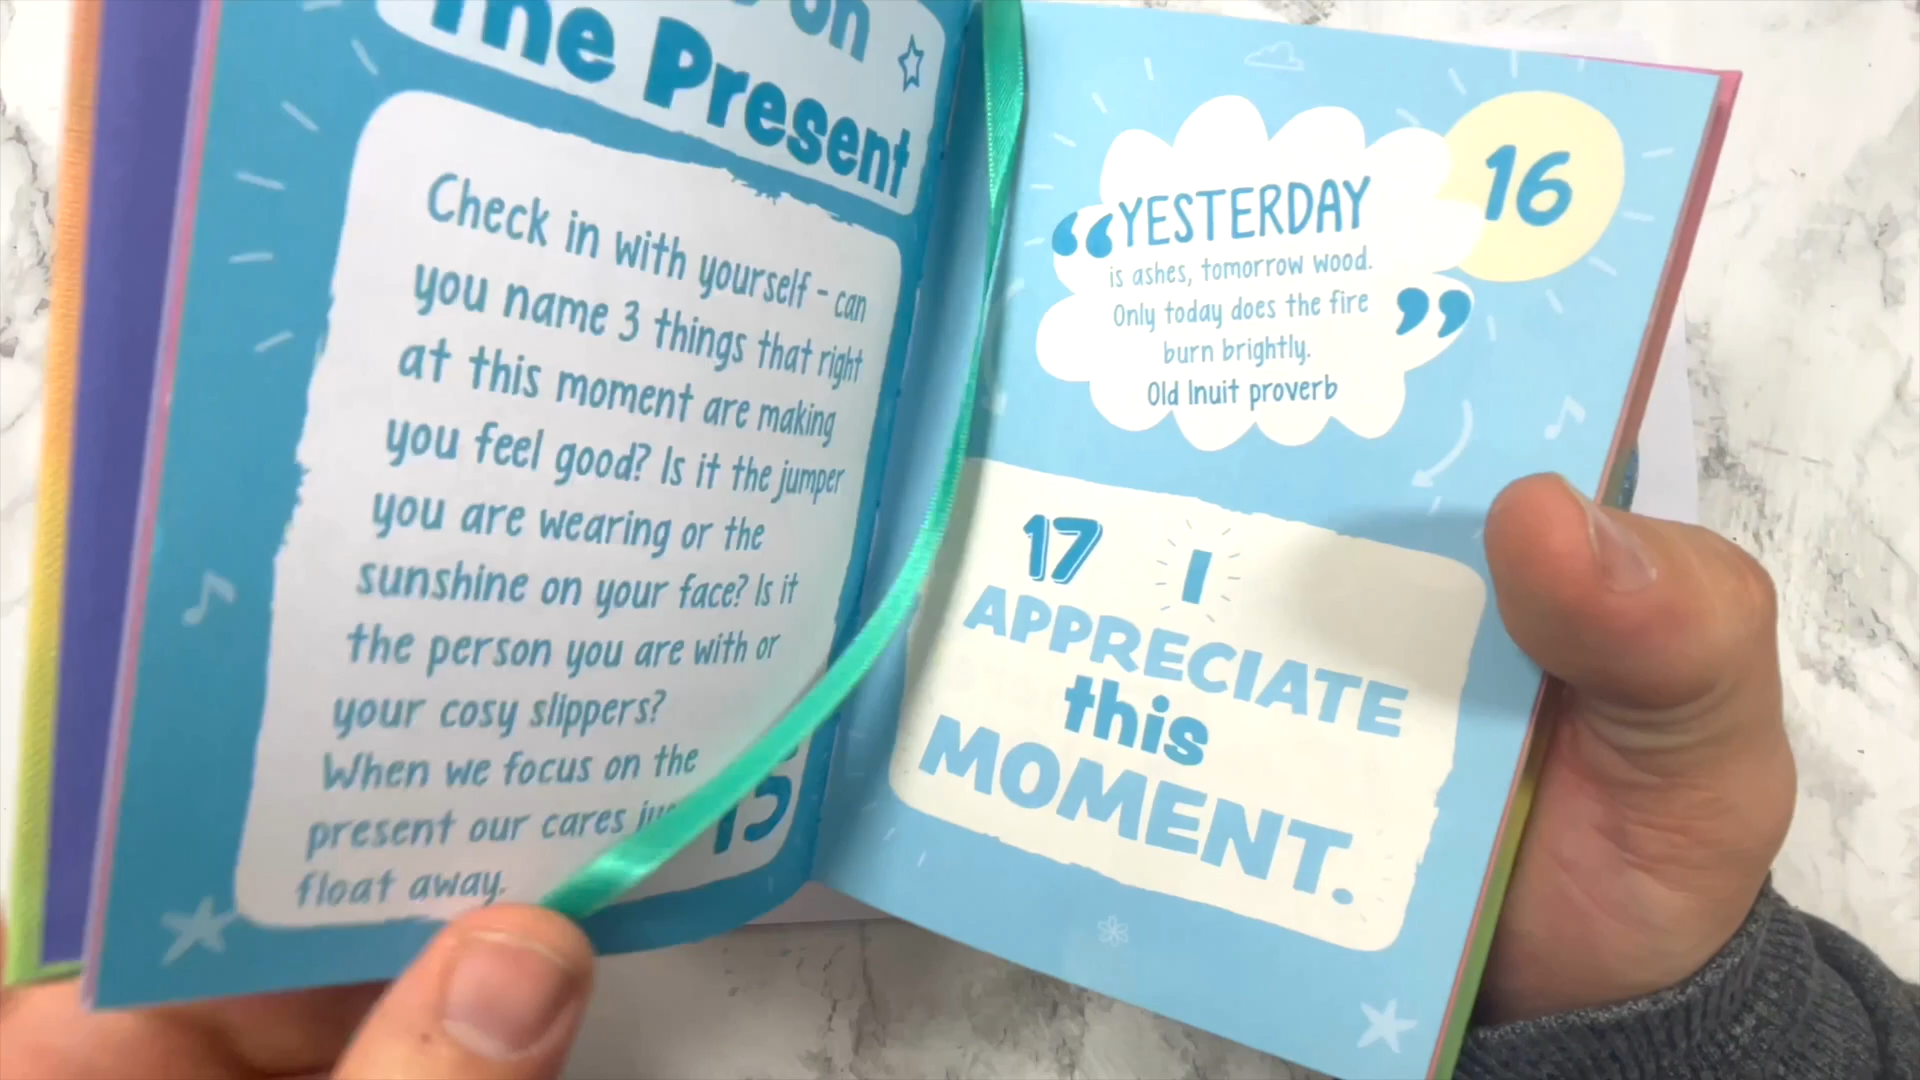 on
The Present
Check in with yourself - can
you name 3 things that right
at this moment are making
you feel good? Is it the jumper
you are wearing or the
sunshine on your face? Is it
the person you are with or
your cosy slippers?
When we focus on the
present our cares
float away.
15
16
“YESTERDAY
is ashes, tomorrow wood.
Only today does the fire
burn brightly.”
Old Inuit proverb
17 I
APPRECIATE
this
MOMENT.